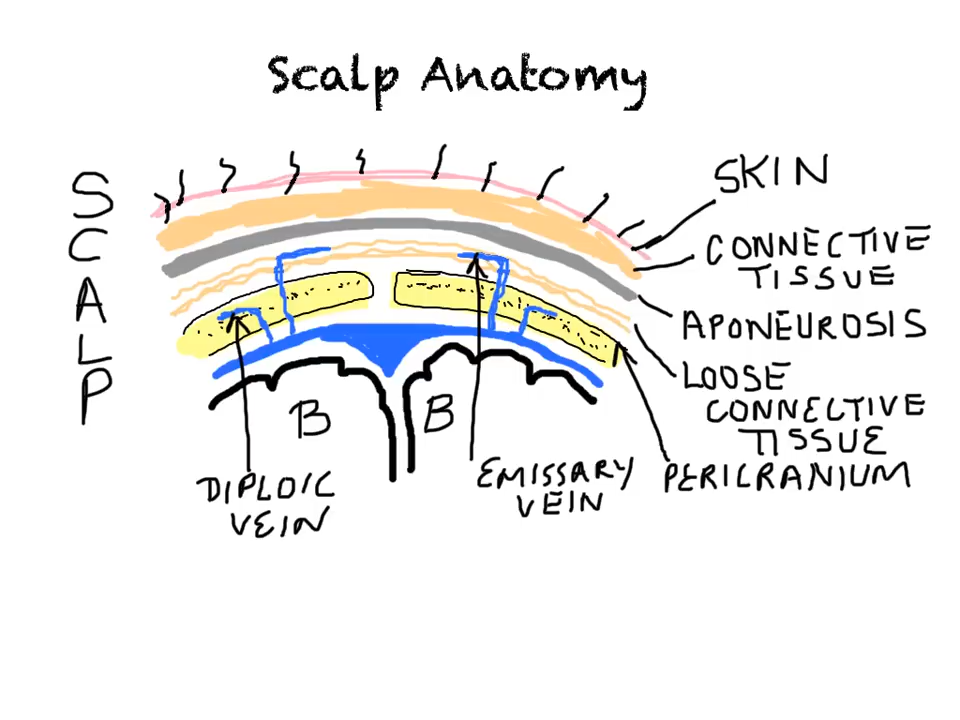 Scalp Anatomy
S
C
A
L
P
SKIN
CONNECTIVE
TISSUE
APONEUROSIS
LOOSE
CONNECTIVE
TISSUE
PERICRANIUM
B
B
DIPLOIC
VEIN
EMISSARY
VEIN